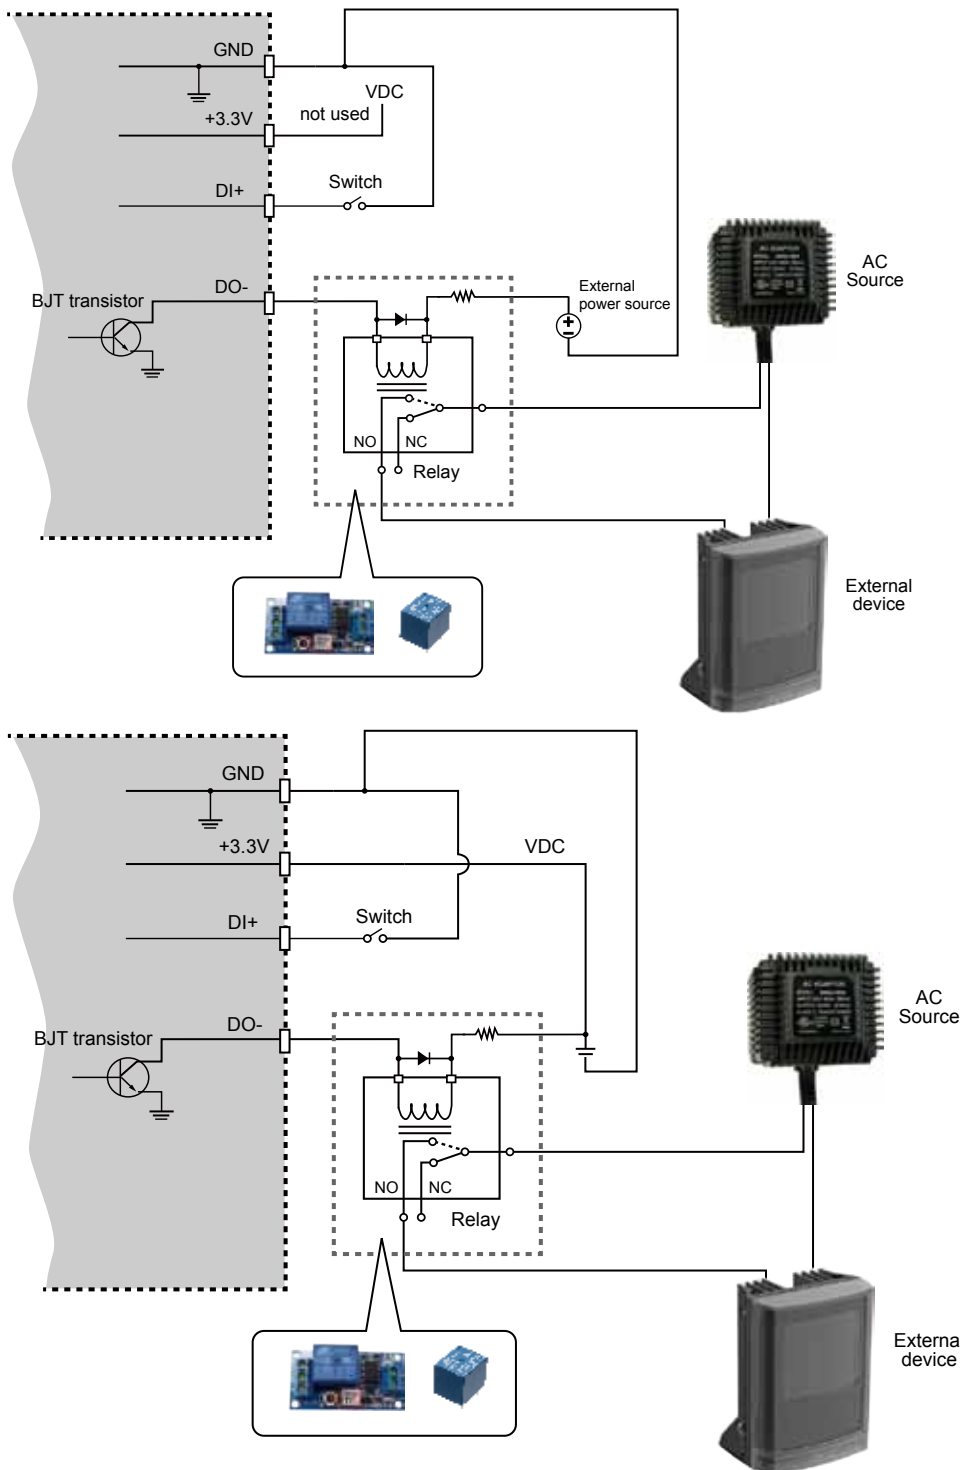 GND
VDC
not used
+3.3V
Switch
DI+
AC
Source
External
power source
DO-
BJT transistor
NO
NC
Relay
External
device
GND
+3.3V
VDC
DI+
Switch
AC
Source
DO-
BJT transistor
NO
NC
Relay
Externa
device